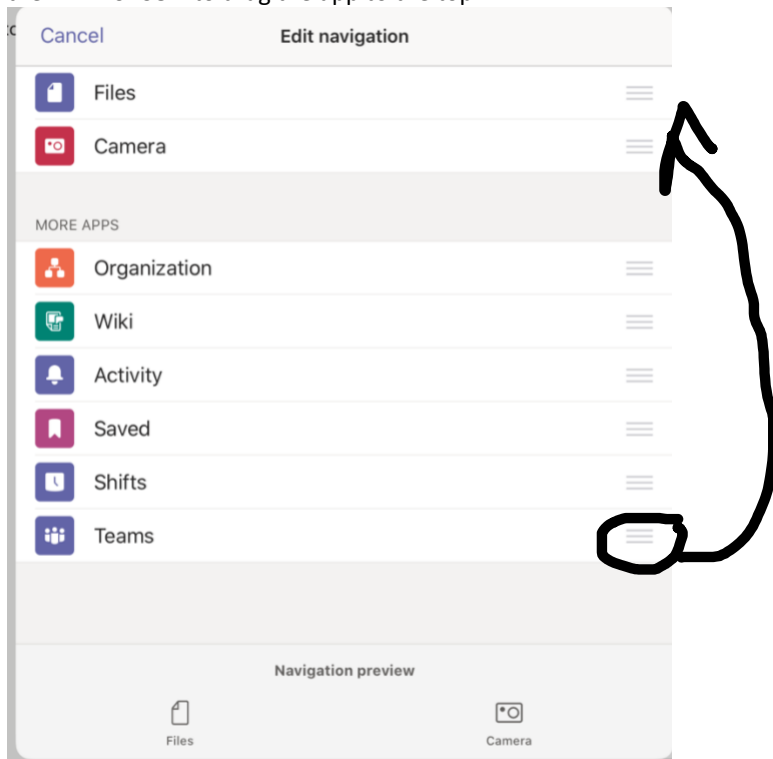 Cancel Edit navigation
Files
Camera
MORE APPS
Organization
Wiki
Activity
Saved
Shifts
Teams
Navigation preview
Files Camera